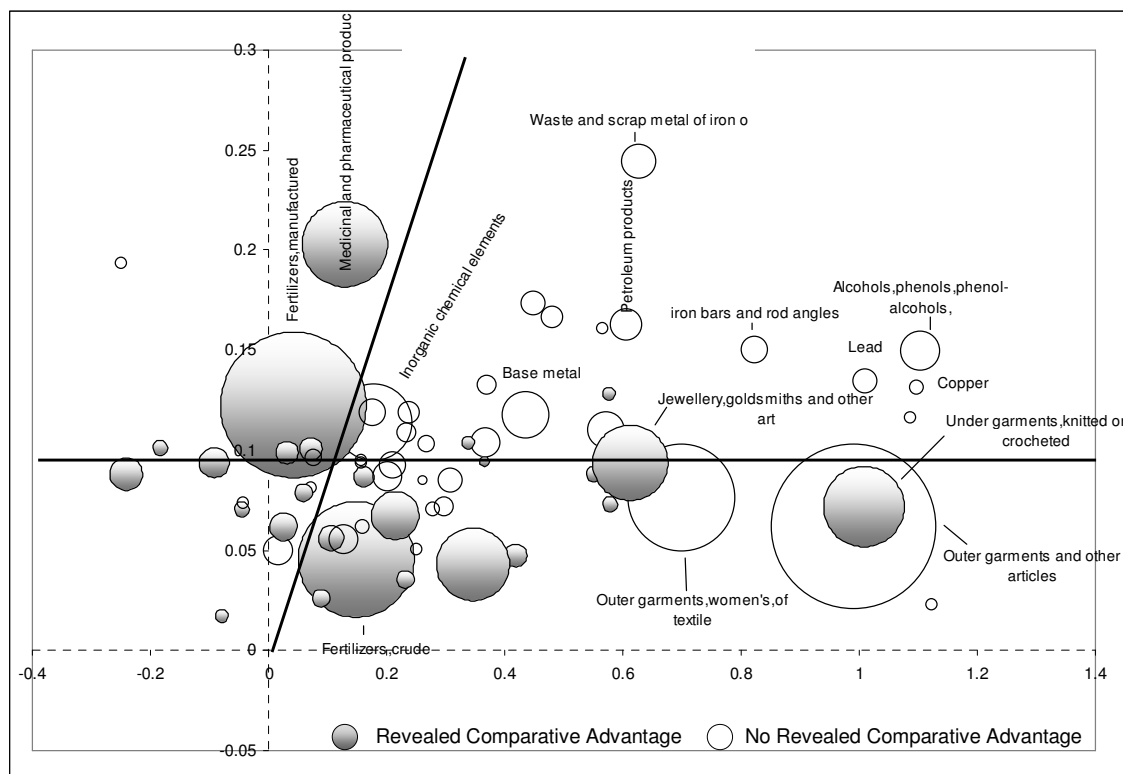 0.3
0.25
0.2
0.15
0.1
0.05
0
-0.05
-0.4
-0.2
0
0.2
0.4
0.6
0.8
1
1.2
1.4
Fertilizers,manufactured
Medicinal and pharmaceutical produc
Inorganic chemical elements
Waste and scrap metal of iron o
Petroleum products
iron bars and rod angles
Alcohols,phenols,phenol-
alcohols,
Lead
Copper
Base metal
Jewellery,goldsmiths and other
art
Under garments,knitted or
crocheted
Outer garments,women's,of
textile
Outer garments and other
articles
Fertilizers,crude
Revealed Comparative Advantage
No Revealed Comparative Advantage